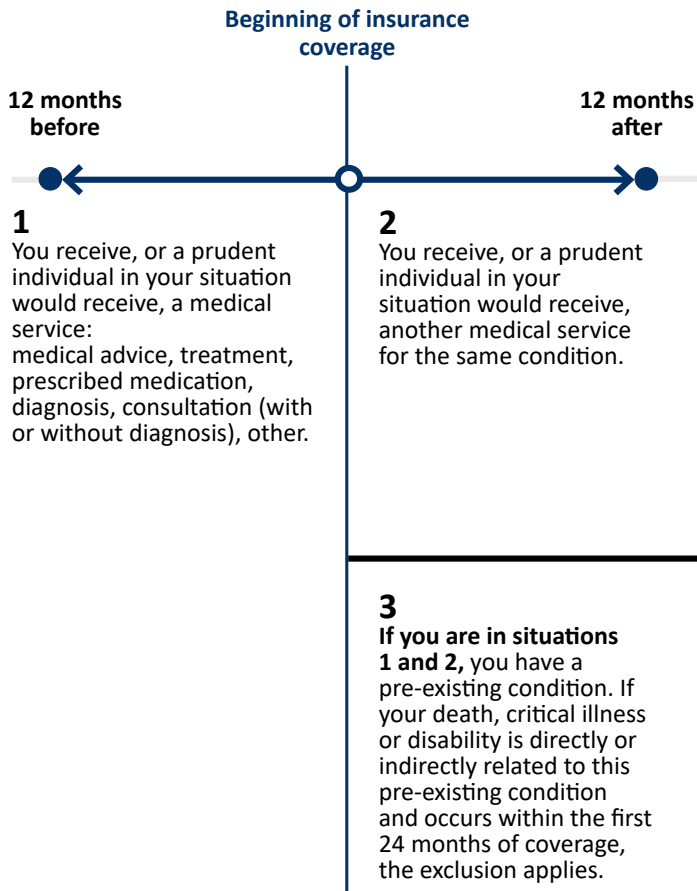 Beginning of insurance
coverage
12 months
before
12 months
after
1
You receive, or a prudent
individual in your situation
would receive, a medical
service:
medical advice, treatment,
prescribed medication,
diagnosis, consultation (with
or without diagnosis), other.
2
You receive, or a prudent
individual in your
situation would receive,
another medical service
for the same condition.
3
If you are in situations
1 and 2, you have a
pre-existing condition. If
your death, critical illness
or disability is directly or
indirectly related to this
pre-existing condition
and occurs within the first
24 months of coverage,
the exclusion applies.